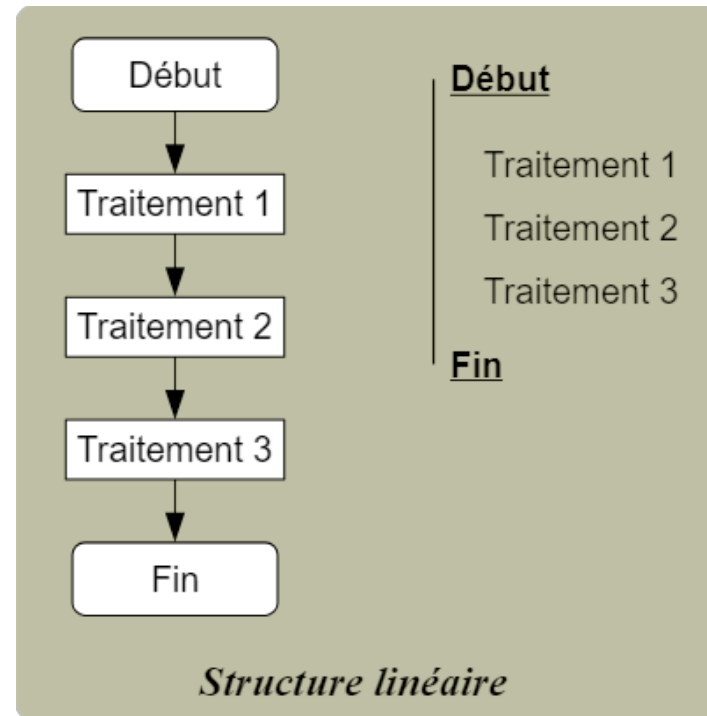 Début
Traitement 1
Traitement 2
Traitement 3
Fin
Début
Traitement 1
Traitement 2
Traitement 3
Fin
Structure linéaire